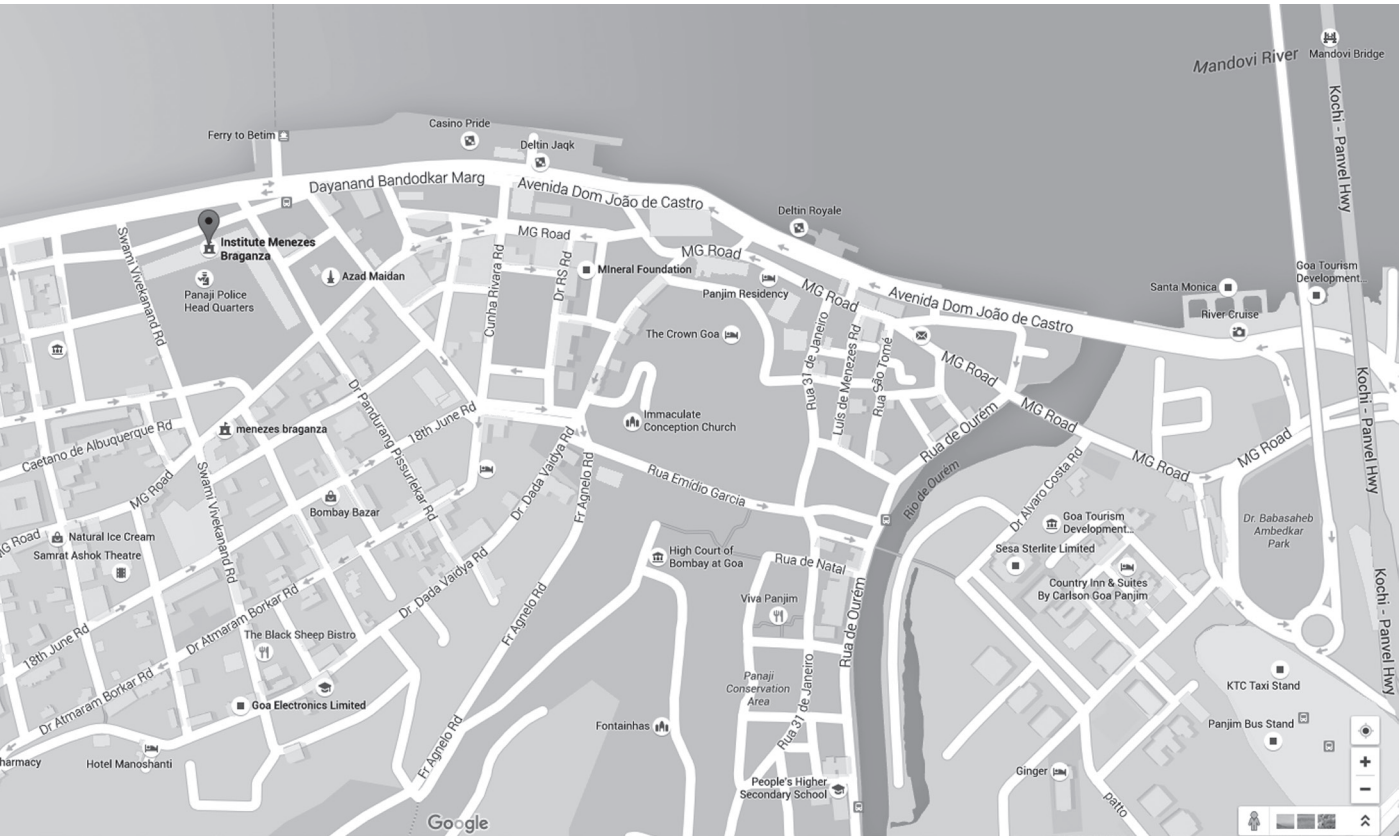 Mandovi River
Mandovi Bridge
Kochi - Panvel Hwy
Ferry to Betim
Casino Pride
Deltin Jaqk
Dayanand Bandodkar Marg
Avenida Dom João de Castro
Deltin Royale
Institute Menezes
Braganza
Swami Vivekanand Rd
Azad Maidan
Panaji Police
Head Quarters
MG Road
MIneral Foundation
MG Road
Panjim Residency
Cunha Rivara Rd
Dr RS Rd
MG Road
Avenida Dom João de Castro
Santa Monica
Goa Tourism
Development...
River Cruise
The Crown Goa
Rua 31 de Janeiro
Luis de Menezes Rd
Rua São Tomé
MG Road
Kochi - Panvel Hwy
Dr Pandurang Pissurlekar Rd
18th June Rd
Immaculate
Conception Church
Rua de Ourém
MG Road
MG Road
MG Road
Caetano de Albuquerque Rd
menezes braganza
MG Road
Swami Vivekanand Rd
Dr. Dada Vaidya Rd
Fr Agnelo Rd
Rua Emídio Garcia
Rio de Ourém
Dr Alvaro Costa Rd
Bombay Bazar
Goa Tourism
Development...
Dr. Babasaheb
Ambedkar
Park
MG Road
Natural Ice Cream
Samrat Ashok Theatre
High Court of
Bombay at Goa
Rua de Natal
Sesa Sterlite Limited
Country Inn & Suites
By Carlson Goa Panjim
Kochi - Panvel Hwy
Dr. Dada Vaidya Rd
Fr Agnelo Rd
Viva Panjim
Rua de Ourém
18th June Rd
Dr Atmaram Borkar Rd
The Black Sheep Bistro
Panaji
Conservation
Area
Rua 31 de Janeiro
KTC Taxi Stand
Dr Atmaram Borkar Rd
Goa Electronics Limited
Fontainhas
Panjim Bus Stand
Fr Agnelo Rd
harmacy
Hotel Manoshanti
People's Higher
Secondary School
Ginger
patto
Google
+
−